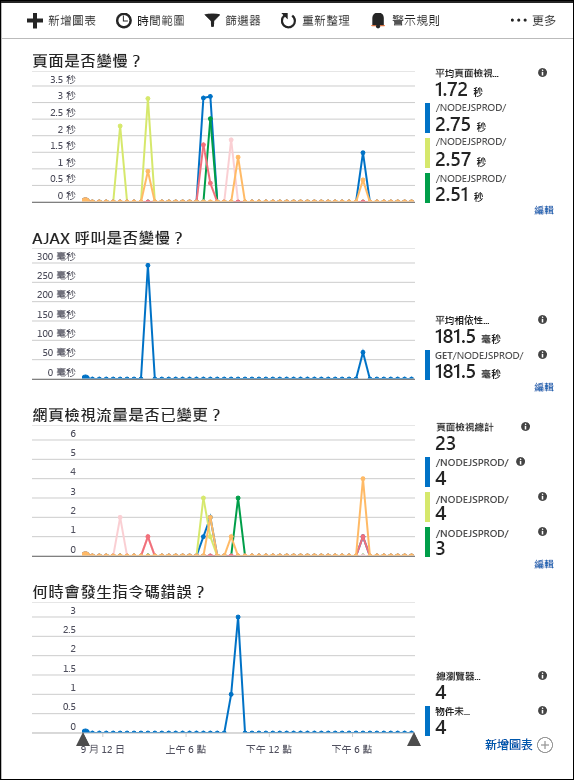 新增圖表 時間範圍 篩選器 重新整理 警示規則 更多
頁面是否變慢？
3.5 秒
3 秒
2.5 秒
2 秒
1.5 秒
1 秒
0.5 秒
0 秒
平均頁面檢視...
1.72 秒
/NODEJSPROD/
2.75 秒
/NODEJSPROD/
2.57 秒
/NODEJSPROD/
2.51 秒
編輯
AJAX 呼叫是否變慢？
300 毫秒
250 毫秒
200 毫秒
150 毫秒
100 毫秒
50 毫秒
0 毫秒
平均相依性...
181.5 毫秒
GET/NODEJSPROD/
181.5 毫秒
編輯
網頁檢視流量是否已變更？
6
5
4
3
2
1
0
頁面檢視總計
23
/NODEJSPROD/
4
/NODEJSPROD/
4
/NODEJSPROD/
3
編輯
何時會發生指令碼錯誤？
3
2.5
2
1.5
1
0.5
0
總瀏覽器...
4
物件未...
4
9 月 12 日 上午 6 點 下午 12 點 下午 6 點
新增圖表